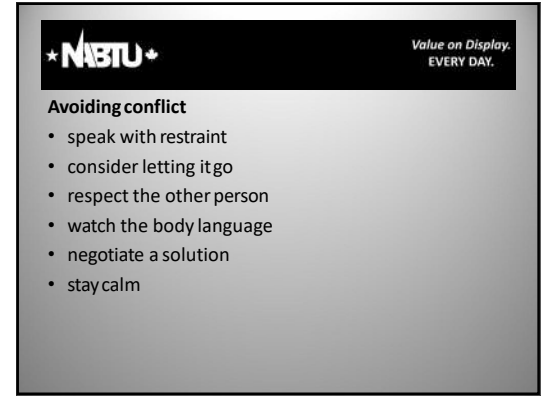 NABTU
Value on Display.
EVERY DAY.
Avoiding conflict
• speak with restraint
• consider letting it go
• respect the other person
• watch the body language
• negotiate a solution
• stay calm